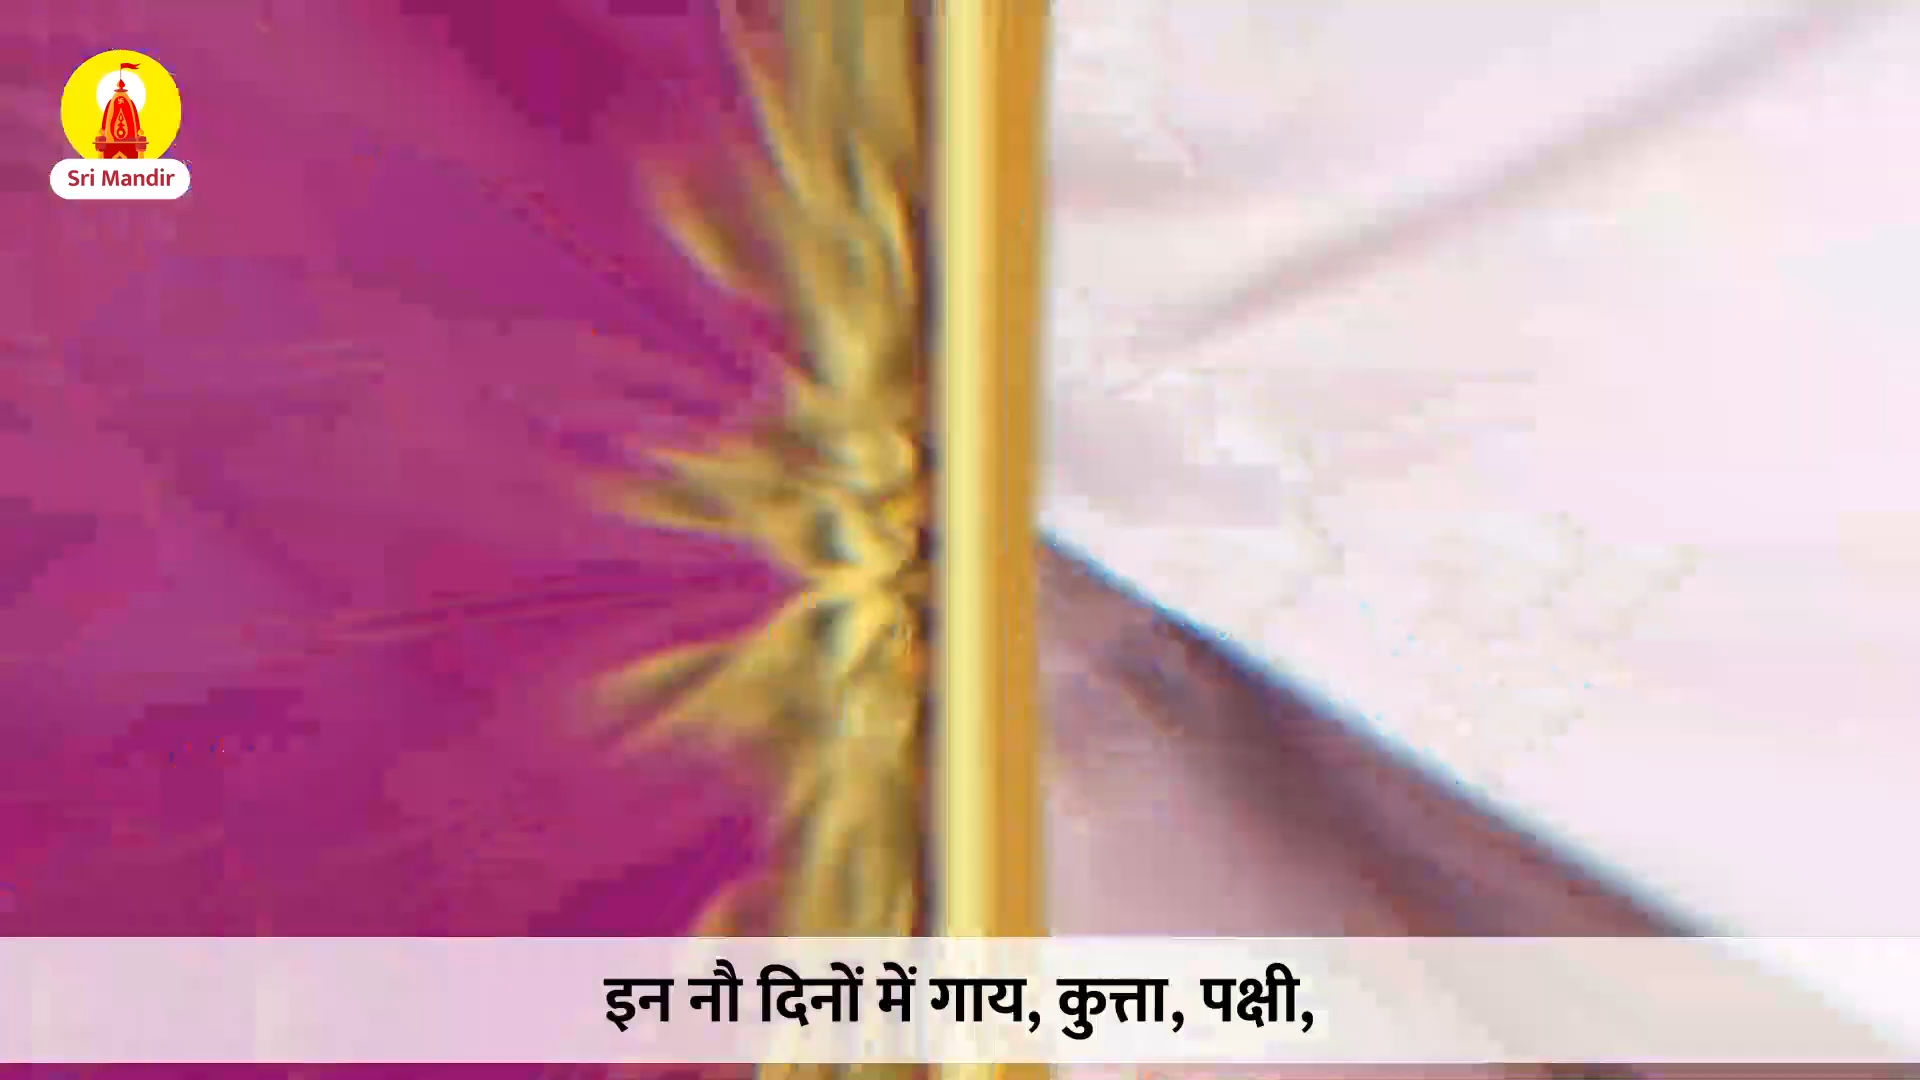 Sri Mandir
इन नौ दिनों में गाय, कुत्ता, पक्षी,